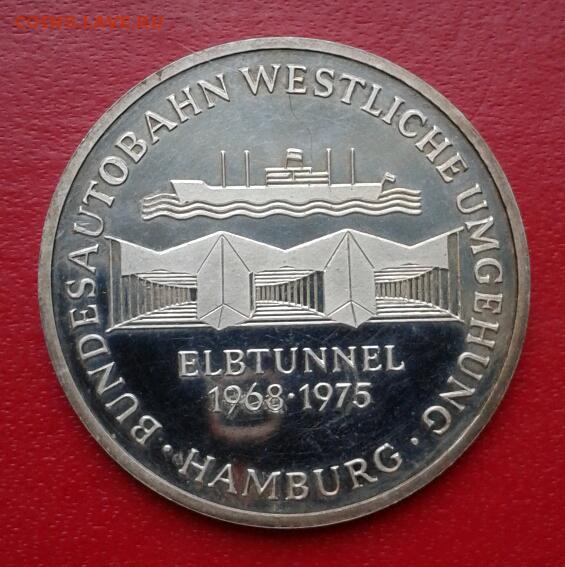 coins.lave.ru
BUNDESAUTOBAHN WESTLICHE UMGEHUNG · HAMBURG ·
ELBTUNNEL
1968 · 1975